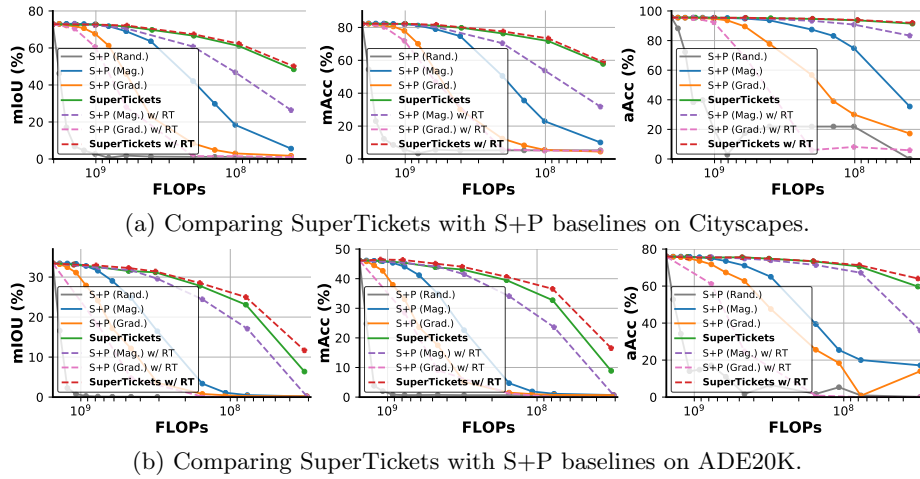 80
60
40
20
0
mIoU (%)
S+P (Rand.)
S+P (Mag.)
S+P (Grad.)
SuperTickets
S+P (Mag.) w/ RT
S+P (Grad.) w/ RT
SuperTickets w/ RT
10⁹
10⁸
FLOPs
80
60
40
20
0
mAcc (%)
S+P (Rand.)
S+P (Mag.)
S+P (Grad.)
SuperTickets
S+P (Mag.) w/ RT
S+P (Grad.) w/ RT
SuperTickets w/ RT
10⁹
10⁸
FLOPs
100
80
60
40
20
0
aAcc (%)
S+P (Rand.)
S+P (Mag.)
S+P (Grad.)
SuperTickets
S+P (Mag.) w/ RT
S+P (Grad.) w/ RT
SuperTickets w/ RT
10⁹
10⁸
FLOPs
(a) Comparing SuperTickets with S+P baselines on Cityscapes.
30
20
10
0
mIOU (%)
S+P (Rand.)
S+P (Mag.)
S+P (Grad.)
SuperTickets
S+P (Mag.) w/ RT
S+P (Grad.) w/ RT
SuperTickets w/ RT
10⁹
10⁸
FLOPs
50
40
30
20
10
0
mAcc (%)
S+P (Rand.)
S+P (Mag.)
S+P (Grad.)
SuperTickets
S+P (Mag.) w/ RT
S+P (Grad.) w/ RT
SuperTickets w/ RT
10⁹
10⁸
FLOPs
80
60
40
20
0
aAcc (%)
S+P (Rand.)
S+P (Mag.)
S+P (Grad.)
SuperTickets
S+P (Mag.) w/ RT
S+P (Grad.) w/ RT
SuperTickets w/ RT
10⁹
10⁸
FLOPs
(b) Comparing SuperTickets with S+P baselines on ADE20K.